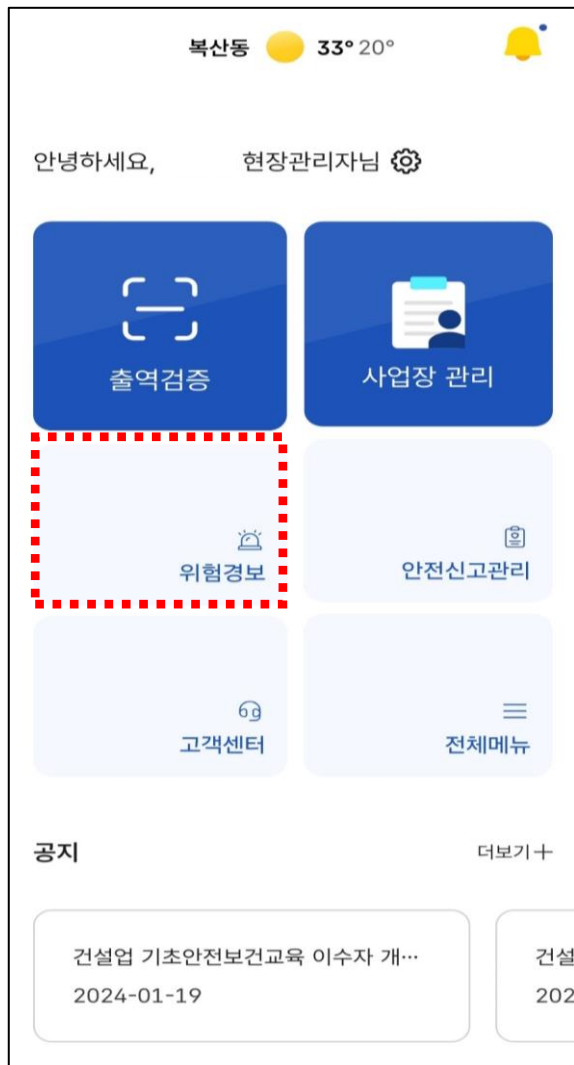 복산동 33° 20°
안녕하세요, 현장관리자님
출역검증
사업장 관리
위험경보
안전신고관리
고객센터
전체메뉴
공지 더보기+
건설업 기초안전보건교육 이수자 개…
2024-01-19
건설
202